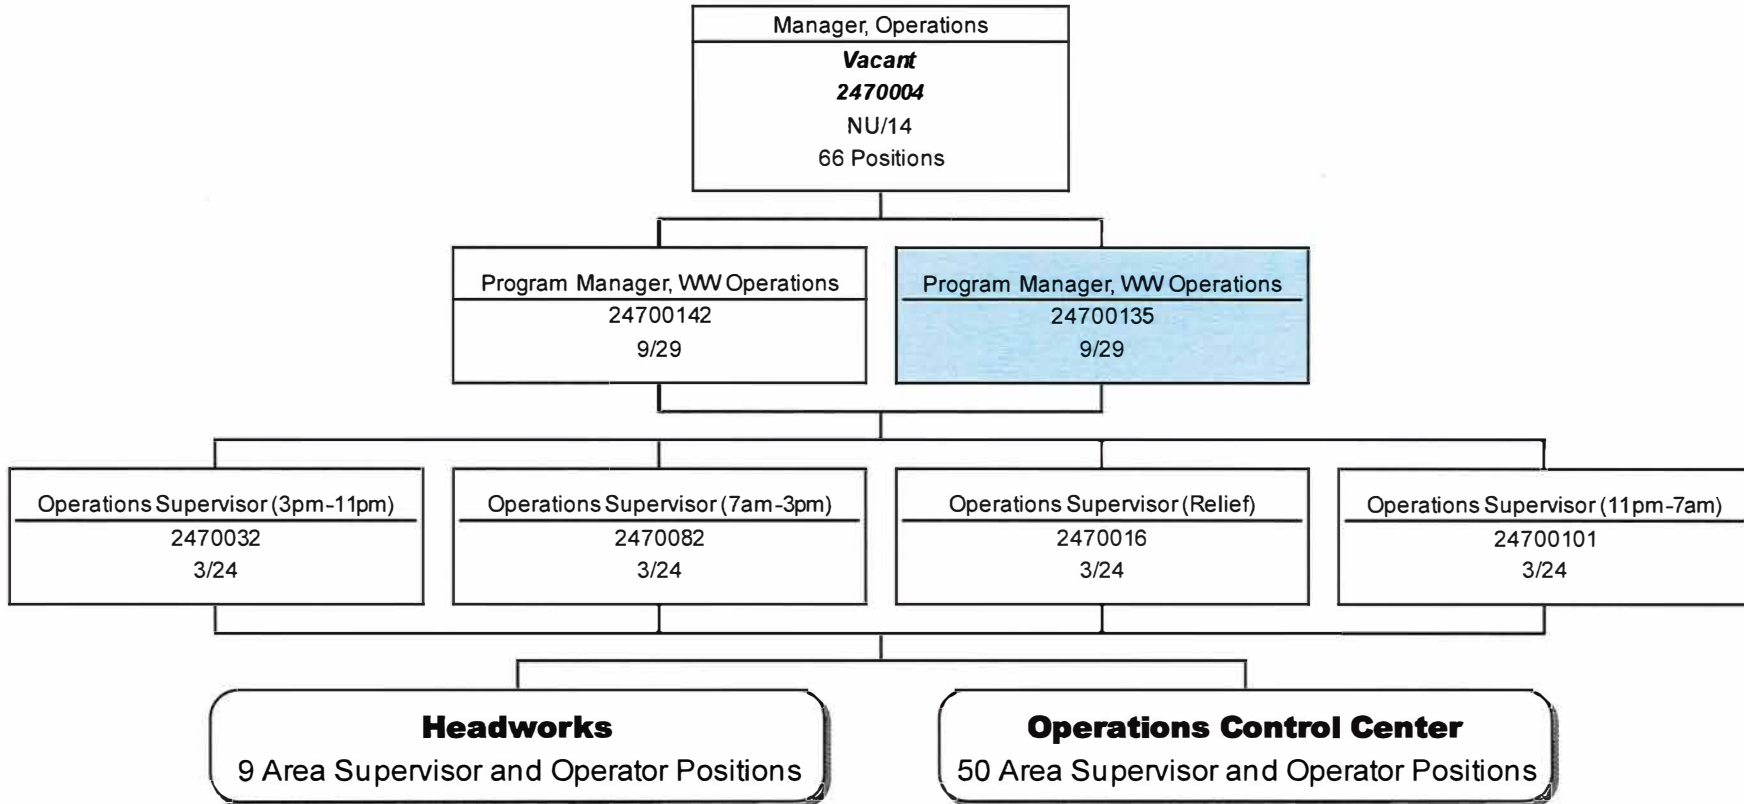 Manager, Operations
Vacant
2470004
NU/14
66 Positions
Program Manager, WW Operations
24700142
9/29
Program Manager, WW Operations
24700135
9/29
Operations Supervisor (3pm-11pm)
2470032
3/24
Operations Supervisor (7am-3pm)
2470082
3/24
Operations Supervisor (Relief)
2470016
3/24
Operations Supervisor (11pm-7am)
24700101
3/24
Headworks
9 Area Supervisor and Operator Positions
Operations Control Center
50 Area Supervisor and Operator Positions